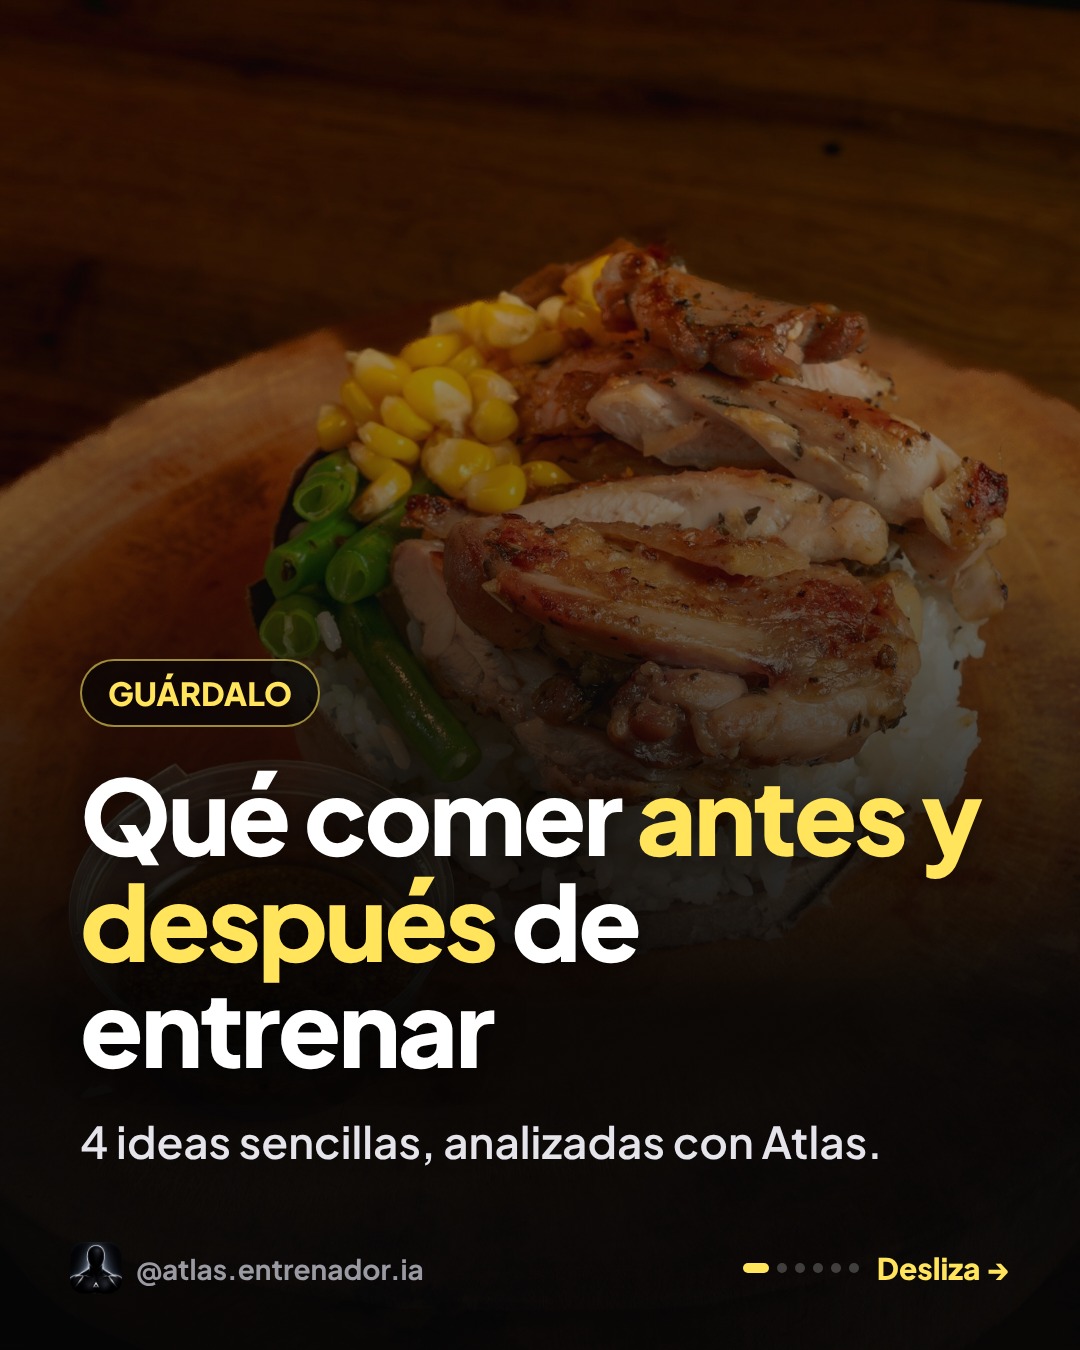 GUÁRDALO
Qué comer antes y
después de
entrenar
4 ideas sencillas, analizadas con Atlas.
@atlas.entrenador.ia
Desliza →